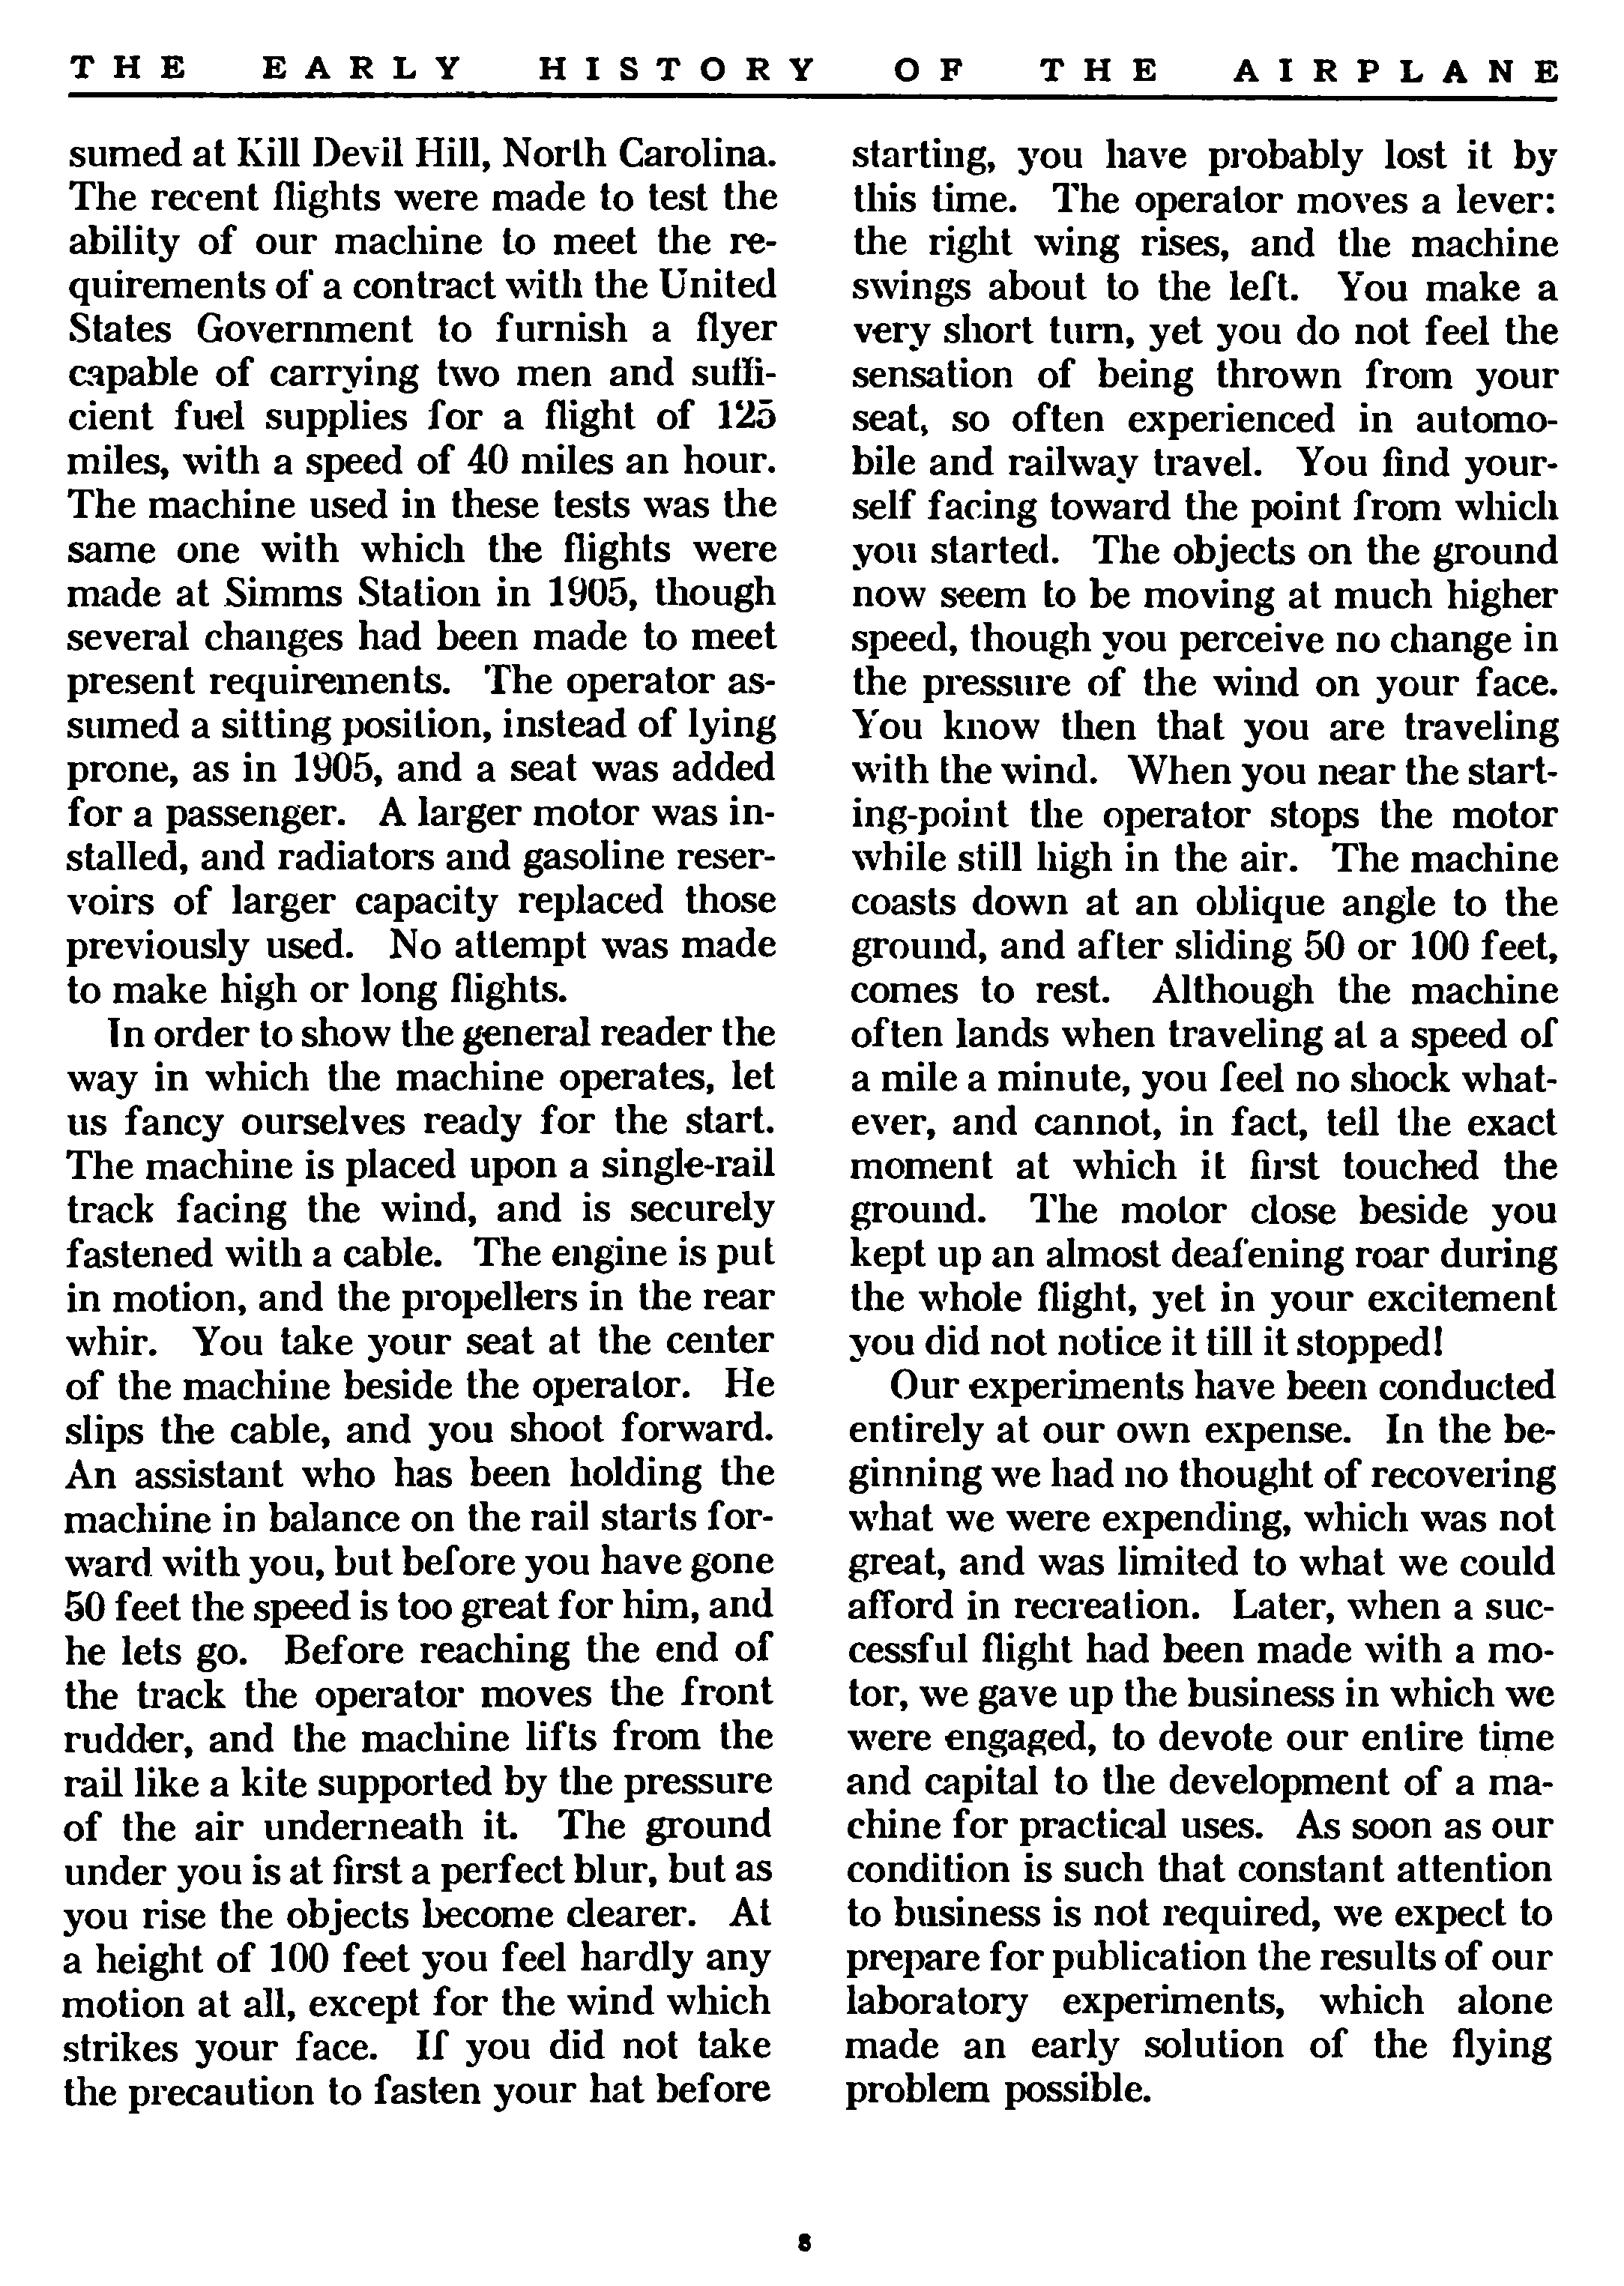 THE EARLY HISTORY OF THE AIRPLANE
sumed at Kill Devil Hill, North Carolina.
The recent flights were made to test the
ability of our machine to meet the re-
quirements of a contract with the United
States Government to furnish a flyer
capable of carrying two men and suffi-
cient fuel supplies for a flight of 125
miles, with a speed of 40 miles an hour.
The machine used in these tests was the
same one with which the flights were
made at Simms Station in 1905, though
several changes had been made to meet
present requirements. The operator as-
sumed a sitting position, instead of lying
prone, as in 1905, and a seat was added
for a passenger. A larger motor was in-
stalled, and radiators and gasoline reser-
voirs of larger capacity replaced those
previously used. No attempt was made
to make high or long flights.
In order to show the general reader the
way in which the machine operates, let
us fancy ourselves ready for the start.
The machine is placed upon a single-rail
track facing the wind, and is securely
fastened with a cable. The engine is put
in motion, and the propellers in the rear
whir. You take your seat at the center
of the machine beside the operator. He
slips the cable, and you shoot forward.
An assistant who has been holding the
machine in balance on the rail starts for-
ward with you, but before you have gone
50 feet the speed is too great for him, and
he lets go. Before reaching the end of
the track the operator moves the front
rudder, and the machine lifts from the
rail like a kite supported by the pressure
of the air underneath it. The ground
under you is at first a perfect blur, but as
you rise the objects become clearer. At
a height of 100 feet you feel hardly any
motion at all, except for the wind which
strikes your face. If you did not take
the precaution to fasten your hat before
starting, you have probably lost it by
this time. The operator moves a lever:
the right wing rises, and the machine
swings about to the left. You make a
very short turn, yet you do not feel the
sensation of being thrown from your
seat, so often experienced in automo-
bile and railway travel. You find your-
self facing toward the point from which
you started. The objects on the ground
now seem to be moving at much higher
speed, though you perceive no change in
the pressure of the wind on your face.
You know then that you are traveling
with the wind. When you near the start-
ing-point the operator stops the motor
while still high in the air. The machine
coasts down at an oblique angle to the
ground, and after sliding 50 or 100 feet,
comes to rest. Although the machine
often lands when traveling at a speed of
a mile a minute, you feel no shock what-
ever, and cannot, in fact, tell the exact
moment at which it first touched the
ground. The motor close beside you
kept up an almost deafening roar during
the whole flight, yet in your excitement
you did not notice it till it stopped!
Our experiments have been conducted
entirely at our own expense. In the be-
ginning we had no thought of recovering
what we were expending, which was not
great, and was limited to what we could
afford in recreation. Later, when a suc-
cessful flight had been made with a mo-
tor, we gave up the business in which we
were engaged, to devote our entire time
and capital to the development of a ma-
chine for practical uses. As soon as our
condition is such that constant attention
to business is not required, we expect to
prepare for publication the results of our
laboratory experiments, which alone
made an early solution of the flying
problem possible.
8